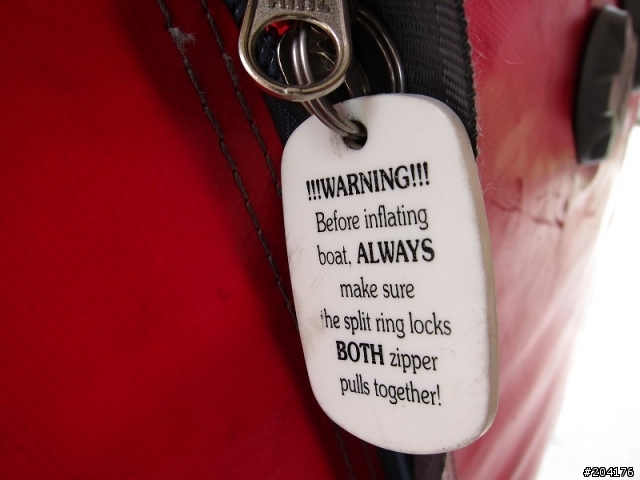 !!!WARNING!!!
Before inflating
boat, ALWAYS
make sure
the split ring locks
BOTH zipper
pulls together!
#204176